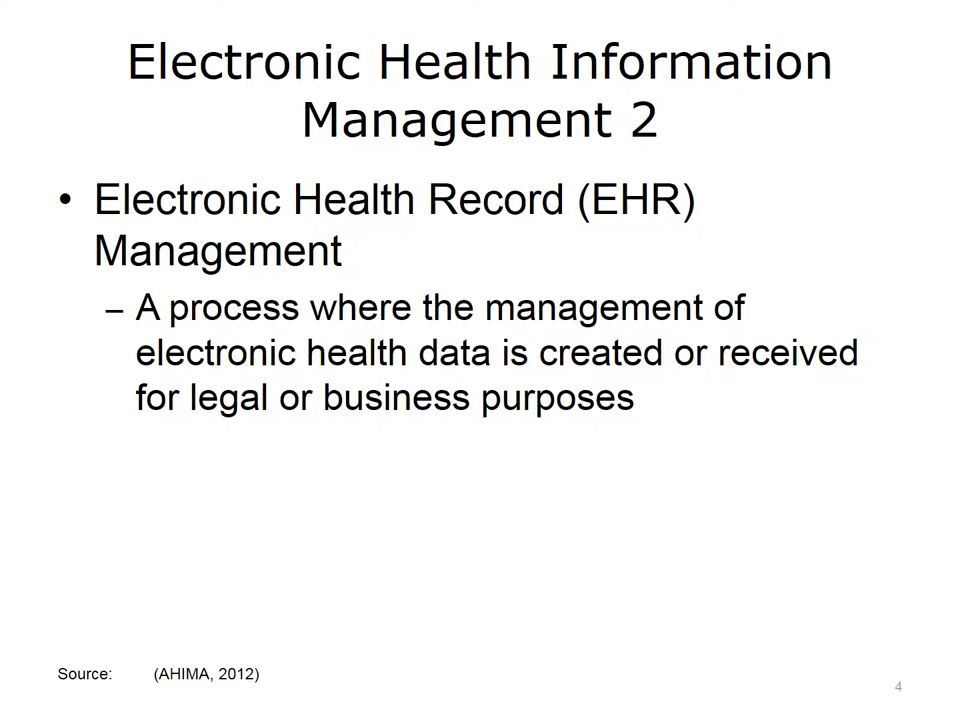 Electronic Health Information
Management 2
• Electronic Health Record (EHR)
Management
– A process where the management of
electronic health data is created or received
for legal or business purposes
Source: (AHIMA, 2012)
4